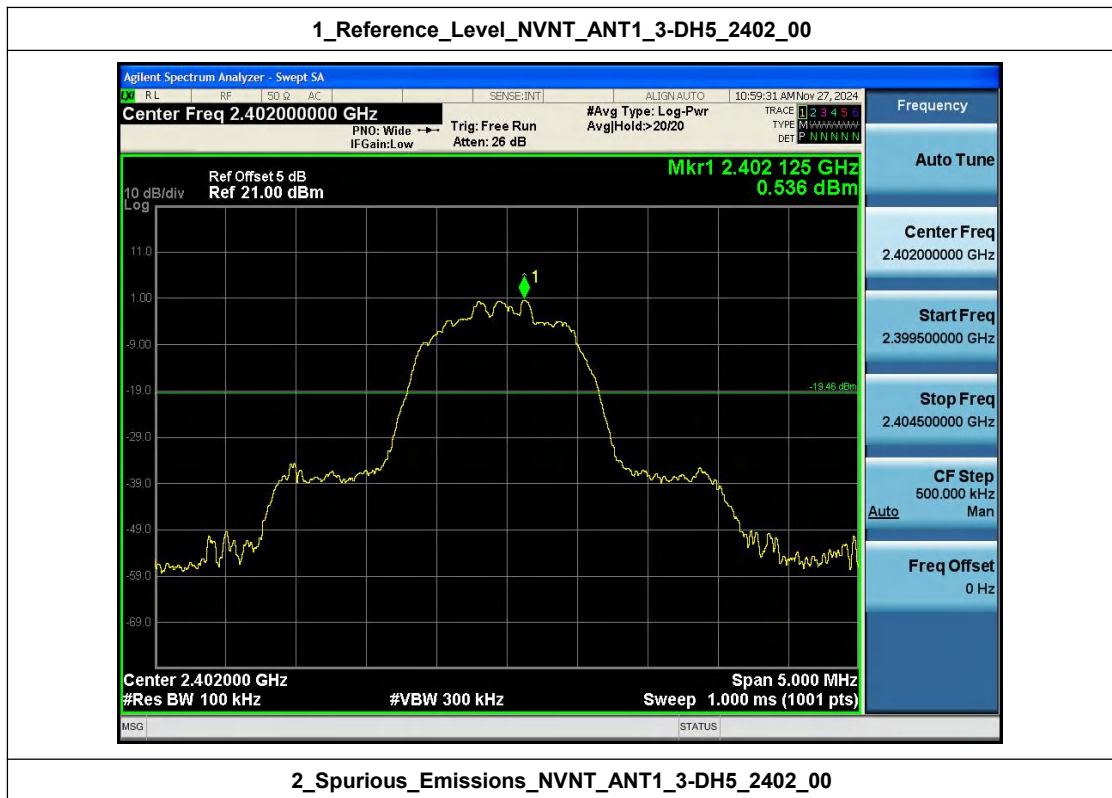 1_Reference_Level_NVNT_ANT1_3-DH5_2402_00
Agilent Spectrum Analyzer - Swept SA
LXI RL RF 50 Ω AC SENSE:INT ALIGNAUTO 10:59:31 AM Nov 27, 2024
Center Freq 2.402000000 GHz
PNO: Wide
IFGain:Low
Trig: Free Run
Atten: 26 dB
#Avg Type: Log-Pwr
Avg|Hold:>20/20
TRACE 1 2 3 4 5 6
TYPE MWWWWW
DET P N N N N N
Frequency
Auto Tune
Center Freq
2.402000000 GHz
Start Freq
2.399500000 GHz
Stop Freq
2.404500000 GHz
CF Step
500.000 kHz
Auto Man
Freq Offset
0 Hz
Mkr1 2.402 125 GHz
0.536 dBm
Ref Offset 5 dB
10 dB/div Ref 21.00 dBm
Log
11.0
1
1.00
-9.00
-19.0
-19.46 dBm
-29.0
-39.0
-49.0
-59.0
-69.0
Center 2.402000 GHz Span 5.000 MHz
#Res BW 100 kHz #VBW 300 kHz Sweep 1.000 ms (1001 pts)
MSG STATUS
2_Spurious_Emissions_NVNT_ANT1_3-DH5_2402_00